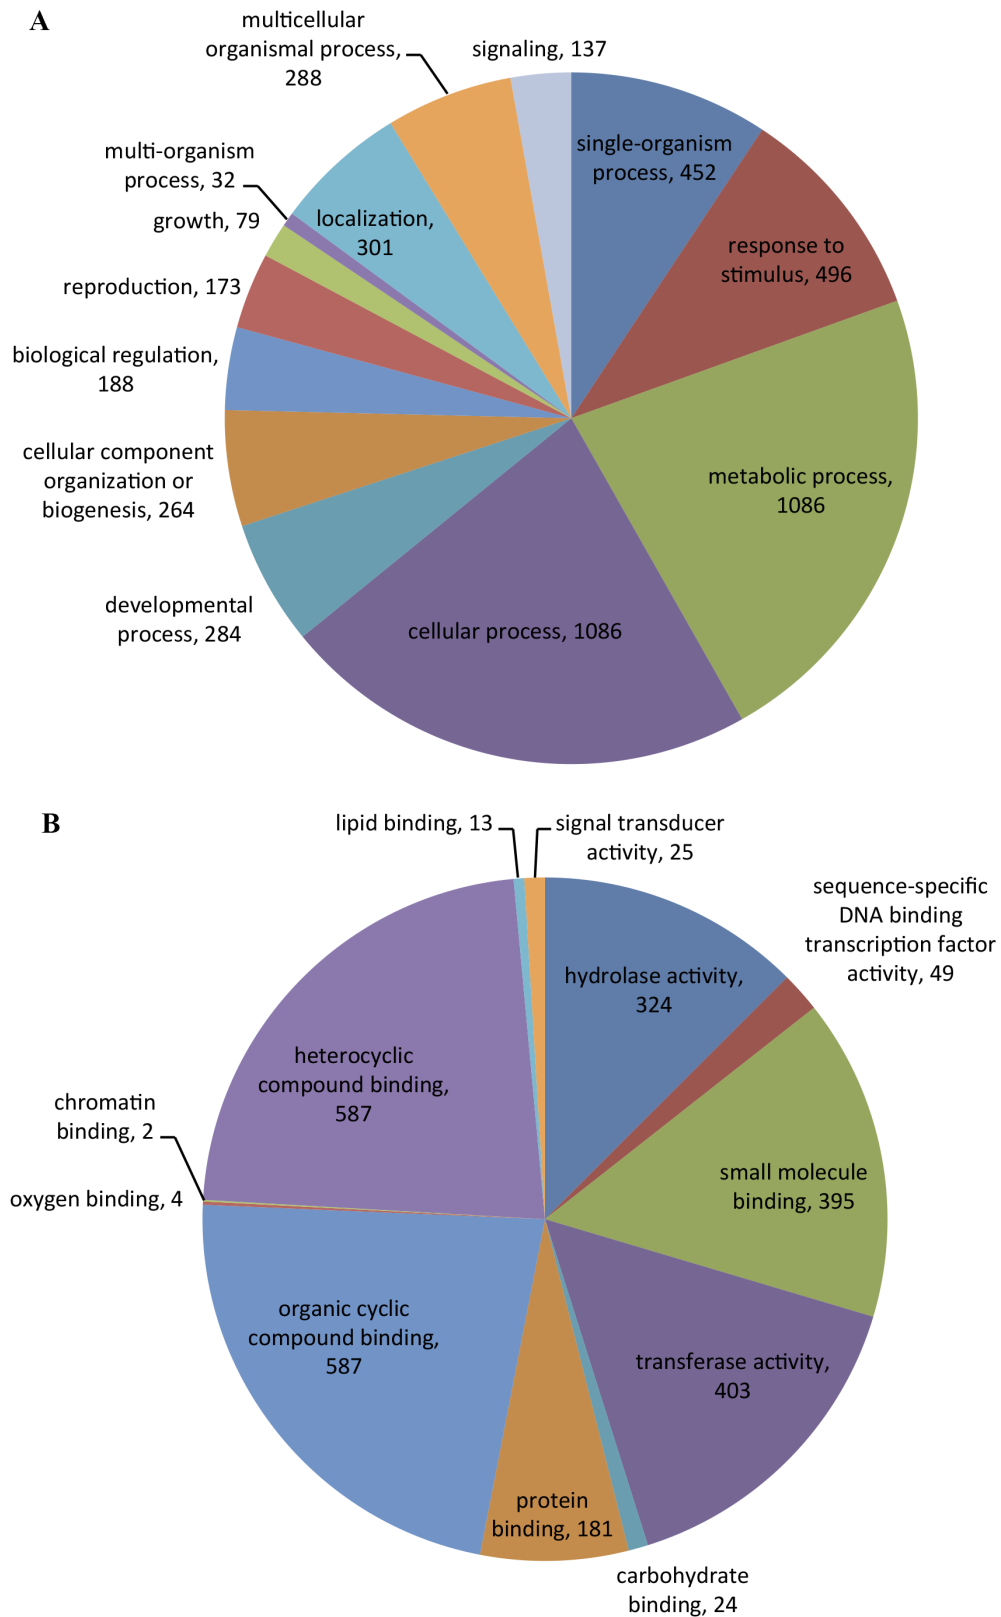 A
multicellular
organismal process,
288
signaling, 137
single-organism
process, 452
multi-organism
process, 32
growth, 79
localization,
301
response to
stimulus, 496
reproduction, 173
biological regulation,
188
cellular component
organization or
biogenesis, 264
metabolic process,
1086
developmental
process, 284
cellular process, 1086
B
lipid binding, 13
signal transducer
activity, 25
sequence-specific
DNA binding
transcription factor
activity, 49
hydrolase activity,
324
heterocyclic
compound binding,
587
chromatin
binding, 2
oxygen binding, 4
small molecule
binding, 395
organic cyclic
compound binding,
587
transferase activity,
403
protein
binding, 181
carbohydrate
binding, 24